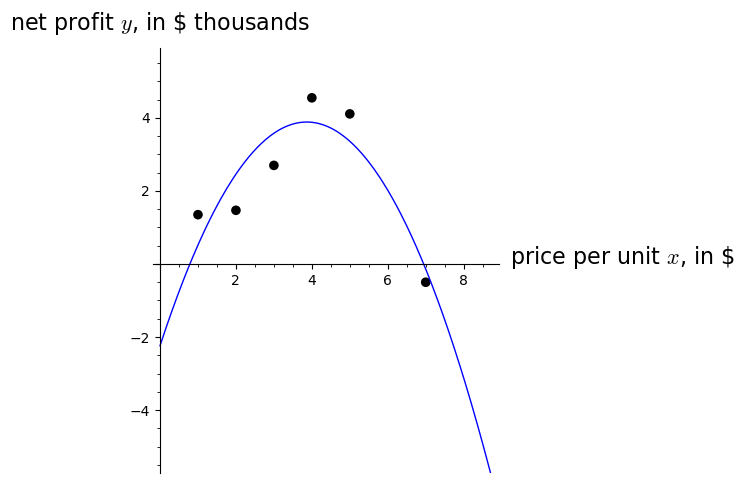 net profit y, in $ thousands
4
2
price per unit x, in $
2 4 6 8
−2
−4